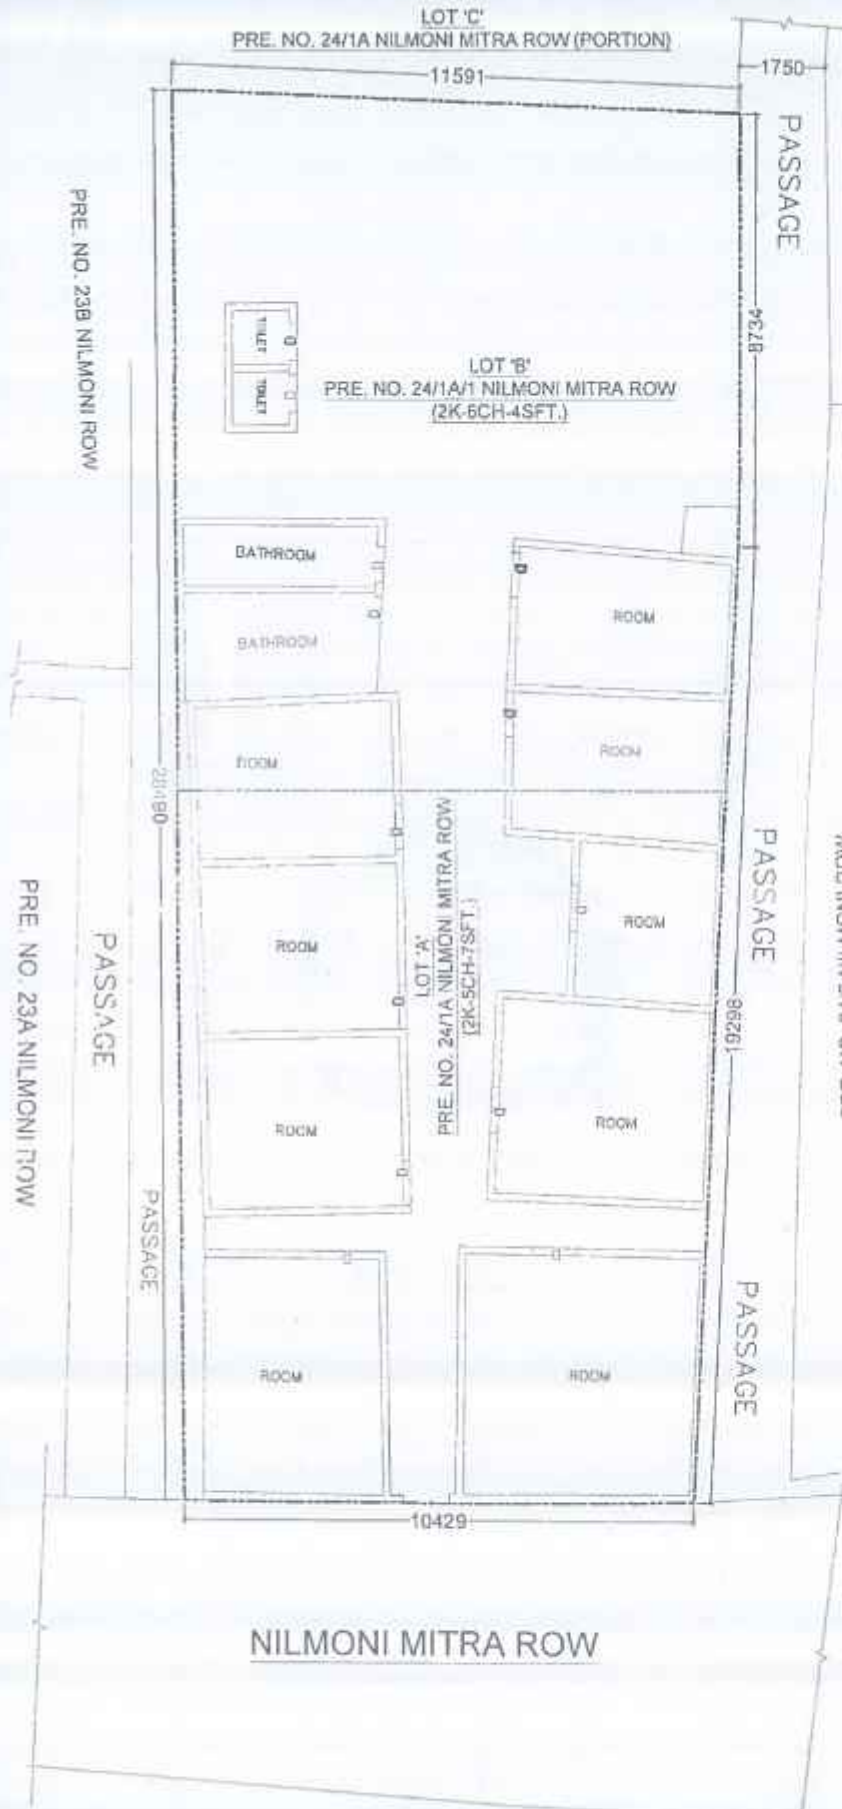 LOT 'C'
PRE. NO. 24/1A NILMONI MITRA ROW (PORTION)
11591
1750
PASSAGE
8734
PRE. NO. 23B NILMONI ROW
TOILET
TOILET
LOT 'B'
PRE. NO. 24/1A/1 NILMONI MITRA ROW
(2K-6CH-4SFT.)
BATHROOM
BATHROOM
ROOM
ROOM
ROOM
PASSAGE
ROOM
ROOM
LOT 'A'
PRE. NO. 24/1A NILMONI MITRA ROW
(2K-5CH-7SFT.)
PRE. NO. 23A NILMONI ROW
PASSAGE
19298
ROOM
ROOM
PASSAGE
PASSAGE
ROOM
ROOM
10429
NILMONI MITRA ROW